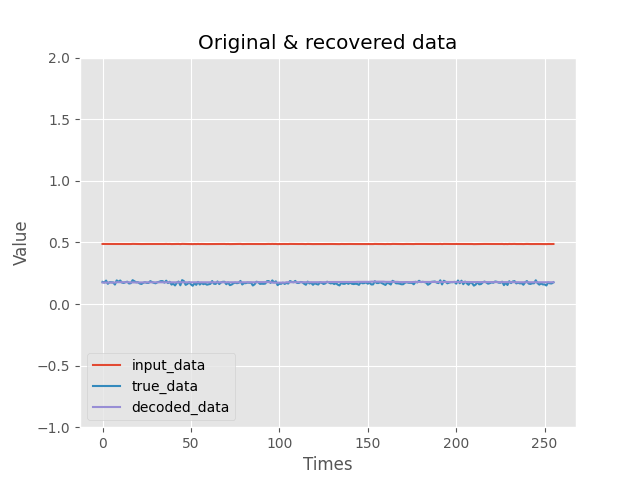 Original & recovered data
2.0
1.5
1.0
0.5
0.0
−0.5
−1.0
Value
input_data
true_data
decoded_data
0 50 100 150 200 250
Times